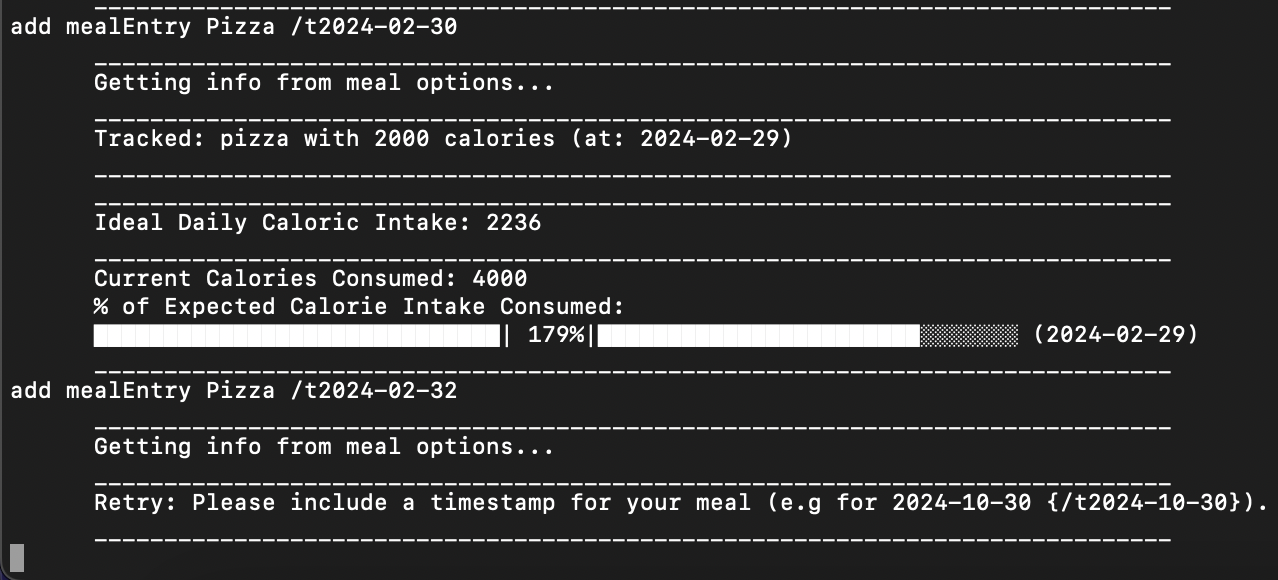 add mealEntry Pizza /t2024-02-30
Getting info from meal options...
Tracked: pizza with 2000 calories (at: 2024-02-29)
Ideal Daily Caloric Intake: 2236
Current Calories Consumed: 4000
% of Expected Calorie Intake Consumed:
| 179%| (2024-02-29)
add mealEntry Pizza /t2024-02-32
Getting info from meal options...
Retry: Please include a timestamp for your meal (e.g for 2024-10-30 {/t2024-10-30}).